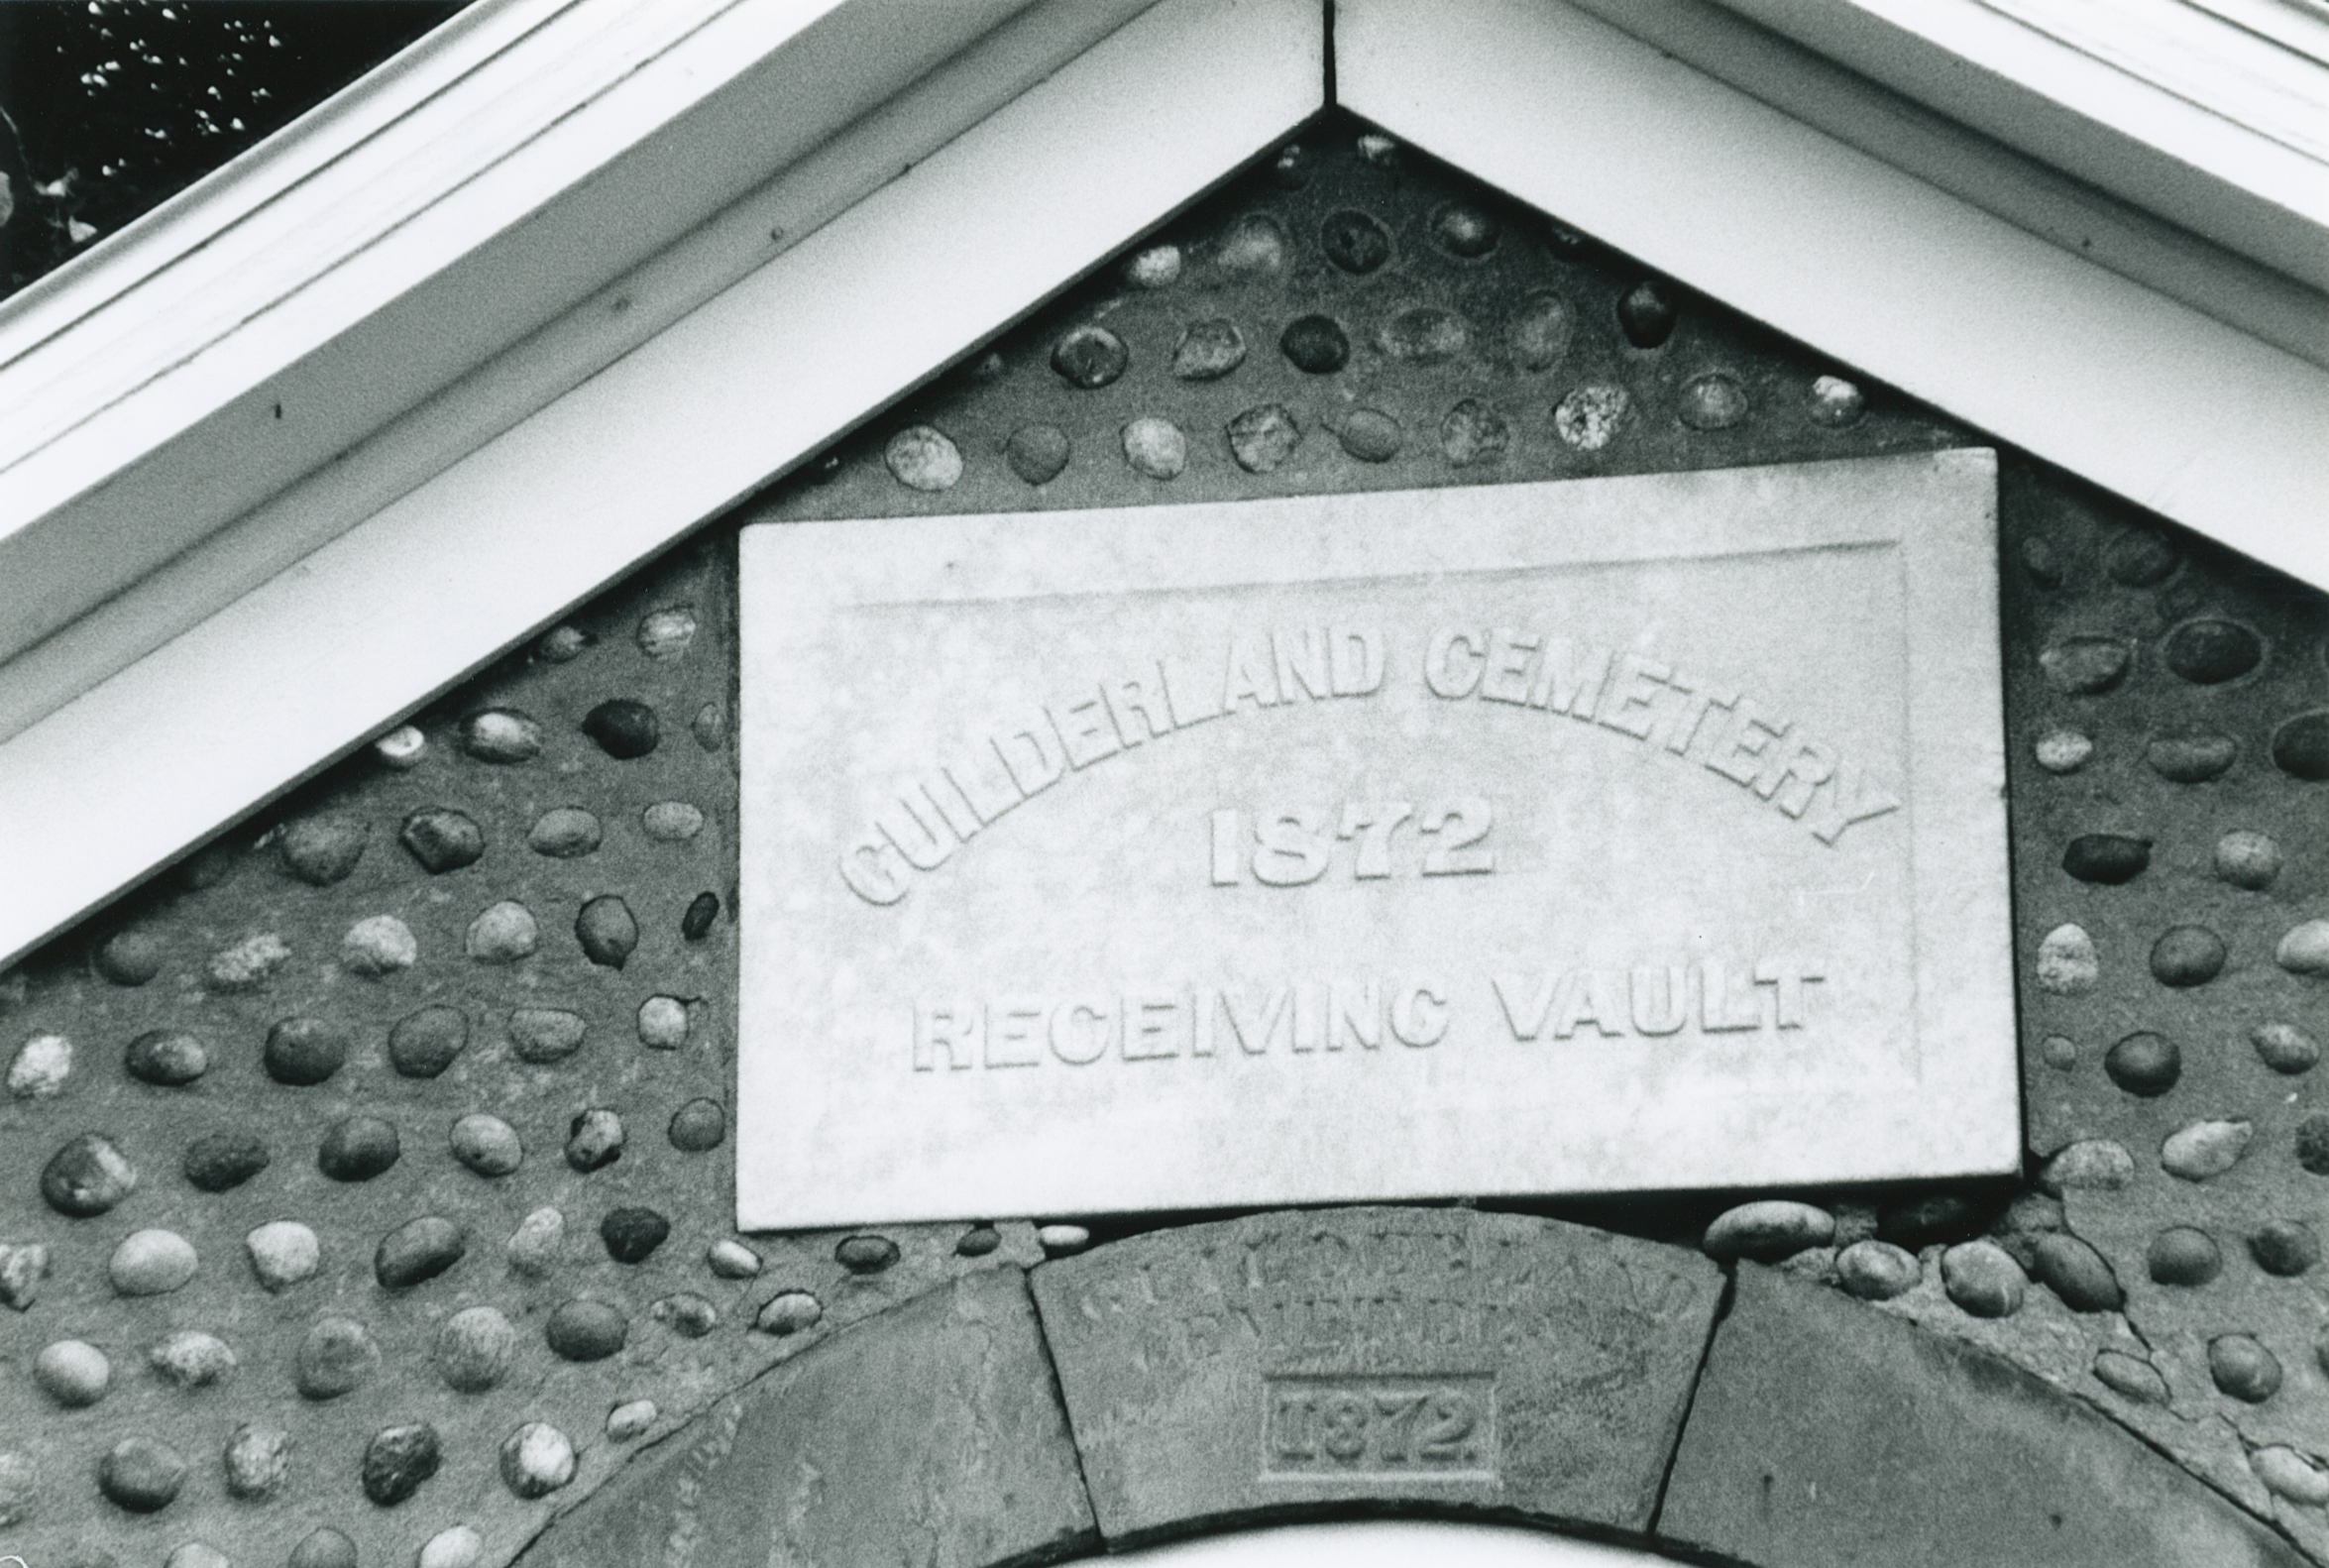 GUILDERLAND CEMETERY
1872
RECEIVING VAULT
1872.